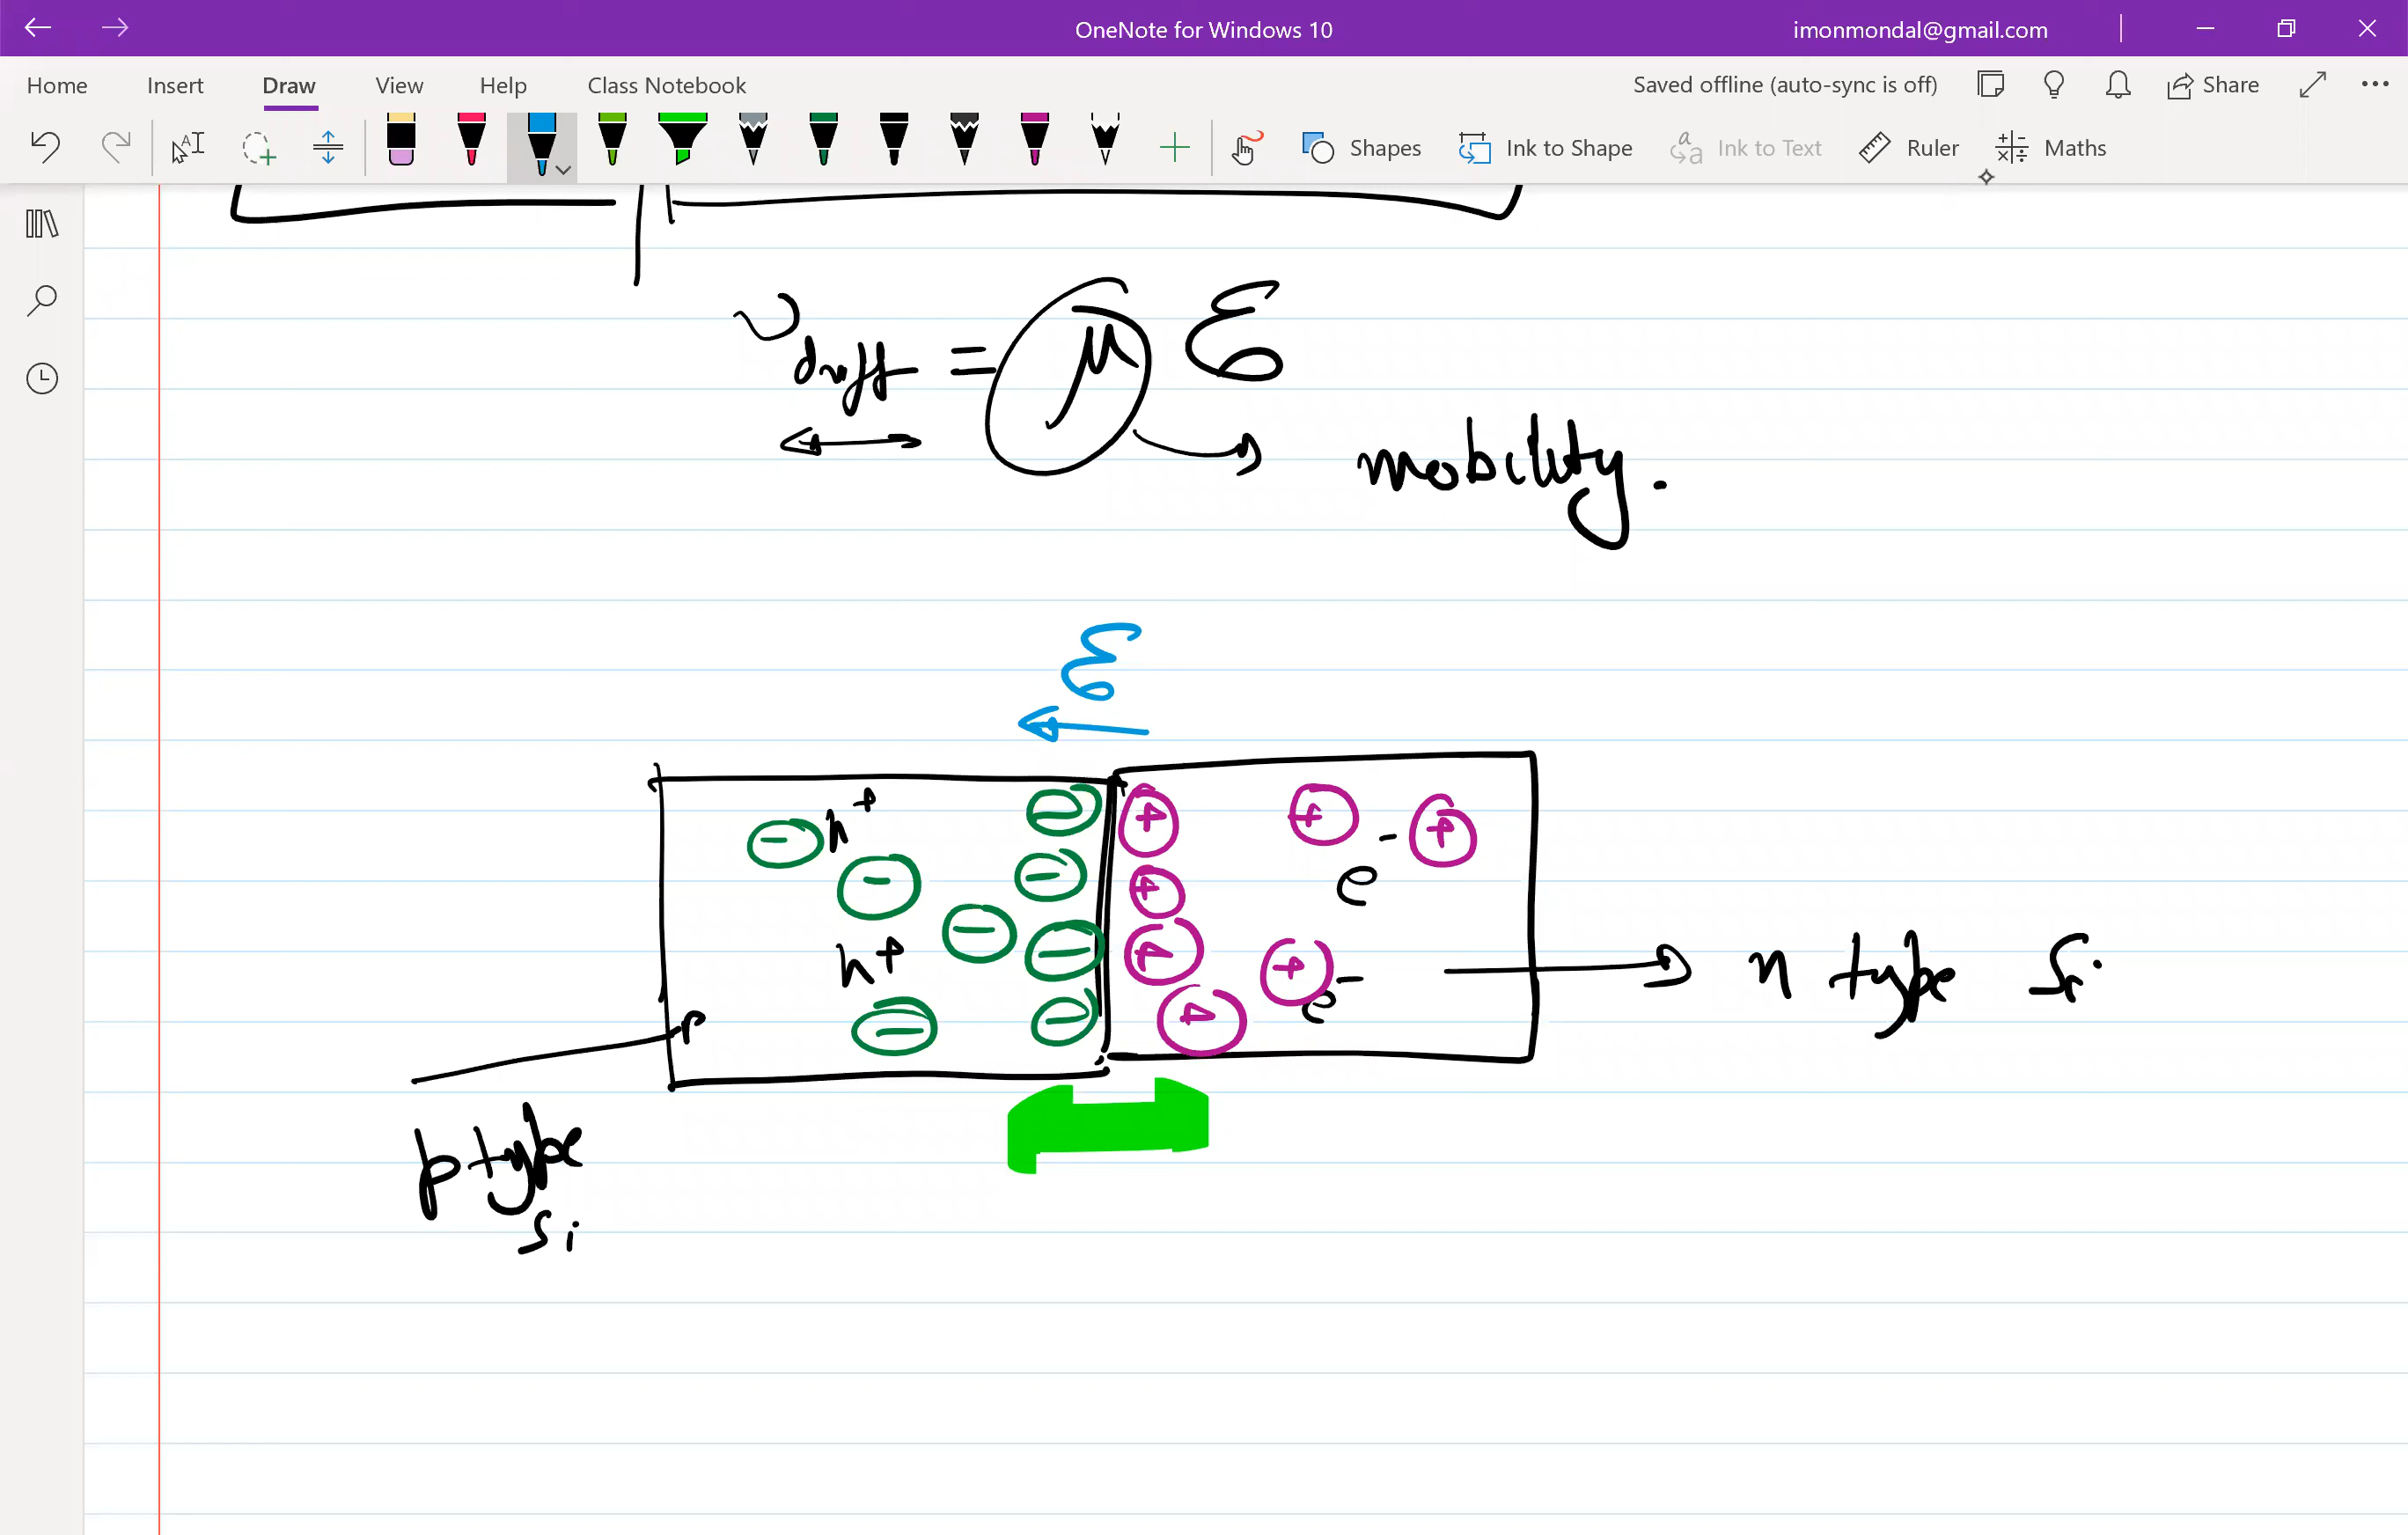 OneNote for Windows 10
imonmondal@gmail.com
Home Insert Draw View Help Class Notebook
Saved offline (auto-sync is off) Share
Shapes Ink to Shape Ink to Text Ruler Maths
υ drift = μ ℰ
mobility.
ℰ
− h+ − + + e− +
− − +
− − + + e−
h+
− − +
n type Si
p type
Si